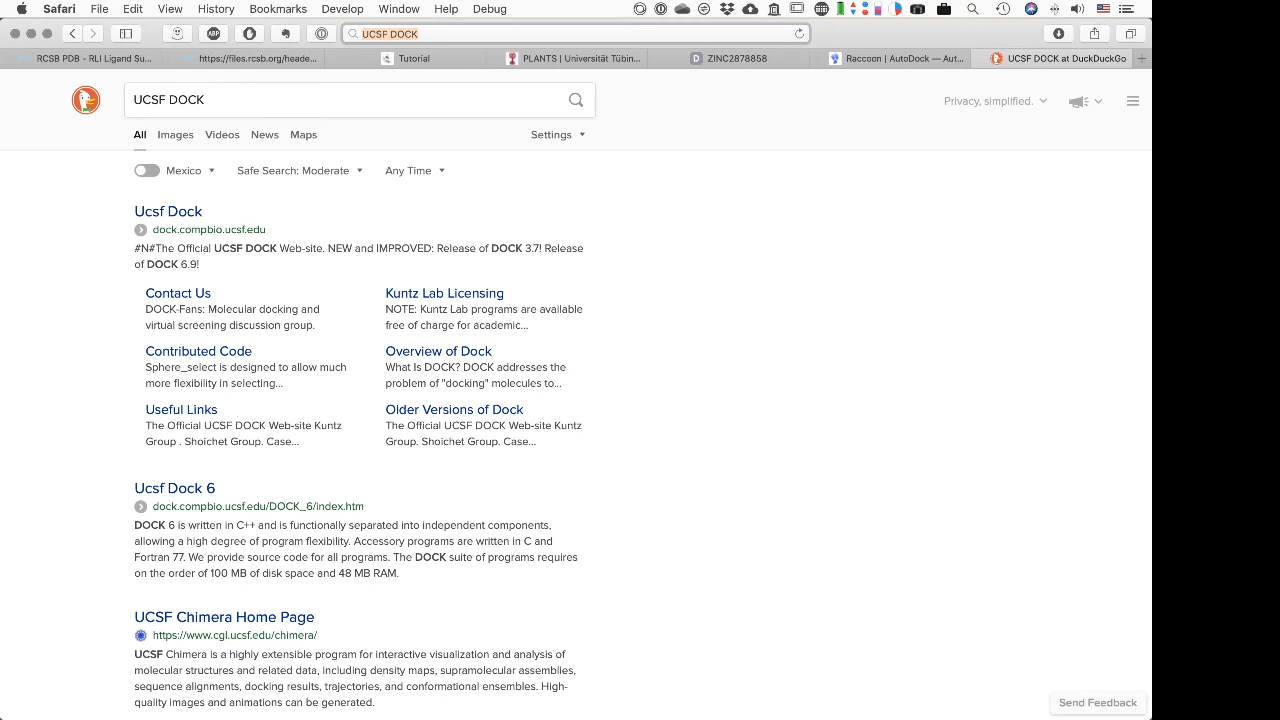 Safari File Edit View History Bookmarks Develop Window Help Debug
UCSF DOCK
RCSB PDB - RLI Ligand Su...
https://files.rcsb.org/heade...
Tutorial
PLANTS | Universität Tübin...
ZINC2878858
Raccoon | AutoDock — Aut...
UCSF DOCK at DuckDuckGo
UCSF DOCK
Privacy, simplified.
All Images Videos News Maps Settings
Mexico Safe Search: Moderate Any Time
Ucsf Dock
dock.compbio.ucsf.edu
#N#The Official UCSF DOCK Web-site. NEW and IMPROVED: Release of DOCK 3.7! Release
of DOCK 6.9!
Contact Us
DOCK-Fans: Molecular docking and
virtual screening discussion group.
Kuntz Lab Licensing
NOTE: Kuntz Lab programs are available
free of charge for academic...
Contributed Code
Sphere_select is designed to allow much
more flexibility in selecting...
Overview of Dock
What Is DOCK? DOCK addresses the
problem of "docking" molecules to...
Useful Links
The Official UCSF DOCK Web-site Kuntz
Group . Shoichet Group. Case...
Older Versions of Dock
The Official UCSF DOCK Web-site Kuntz
Group. Shoichet Group. Case...
Ucsf Dock 6
dock.compbio.ucsf.edu/DOCK_6/index.htm
DOCK 6 is written in C++ and is functionally separated into independent components,
allowing a high degree of program flexibility. Accessory programs are written in C and
Fortran 77. We provide source code for all programs. The DOCK suite of programs requires
on the order of 100 MB of disk space and 48 MB RAM.
UCSF Chimera Home Page
https://www.cgl.ucsf.edu/chimera/
UCSF Chimera is a highly extensible program for interactive visualization and analysis of
molecular structures and related data, including density maps, supramolecular assemblies,
sequence alignments, docking results, trajectories, and conformational ensembles. High-
quality images and animations can be generated.
Send Feedback